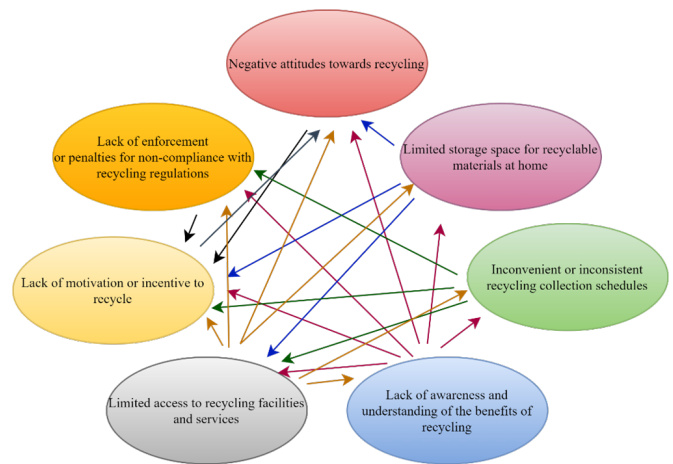 Negative attitudes towards recycling
Lack of enforcement
or penalties for non-compliance with
recycling regulations
Limited storage space for recyclable
materials at home
Lack of motivation or incentive to
recycle
Inconvenient or inconsistent
recycling collection schedules
Limited access to recycling facilities
and services
Lack of awareness and
understanding of the benefits of
recycling